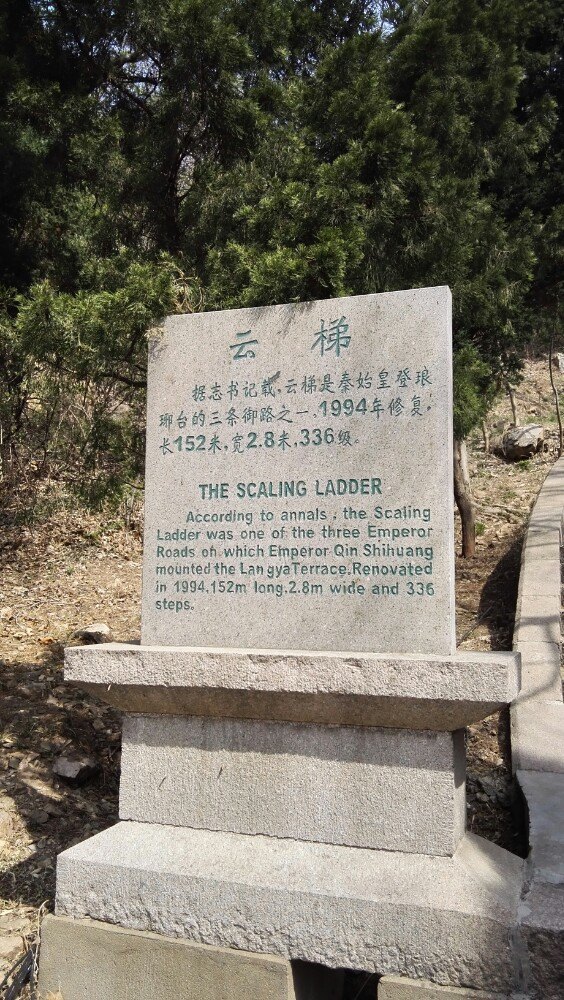 云 梯
据志书记载,云梯是秦始皇登琅
琊台的三条御路之一.1994年修复,
长152米,宽2.8米,336级。
THE SCALING LADDER
According to annals , the Scaling
Ladder was one of the three Emperor
Roads on which Emperor Qin Shihuang
mounted the LangyaTerrace.Renovated
in 1994.152m long.2.8m wide and 336
steps.